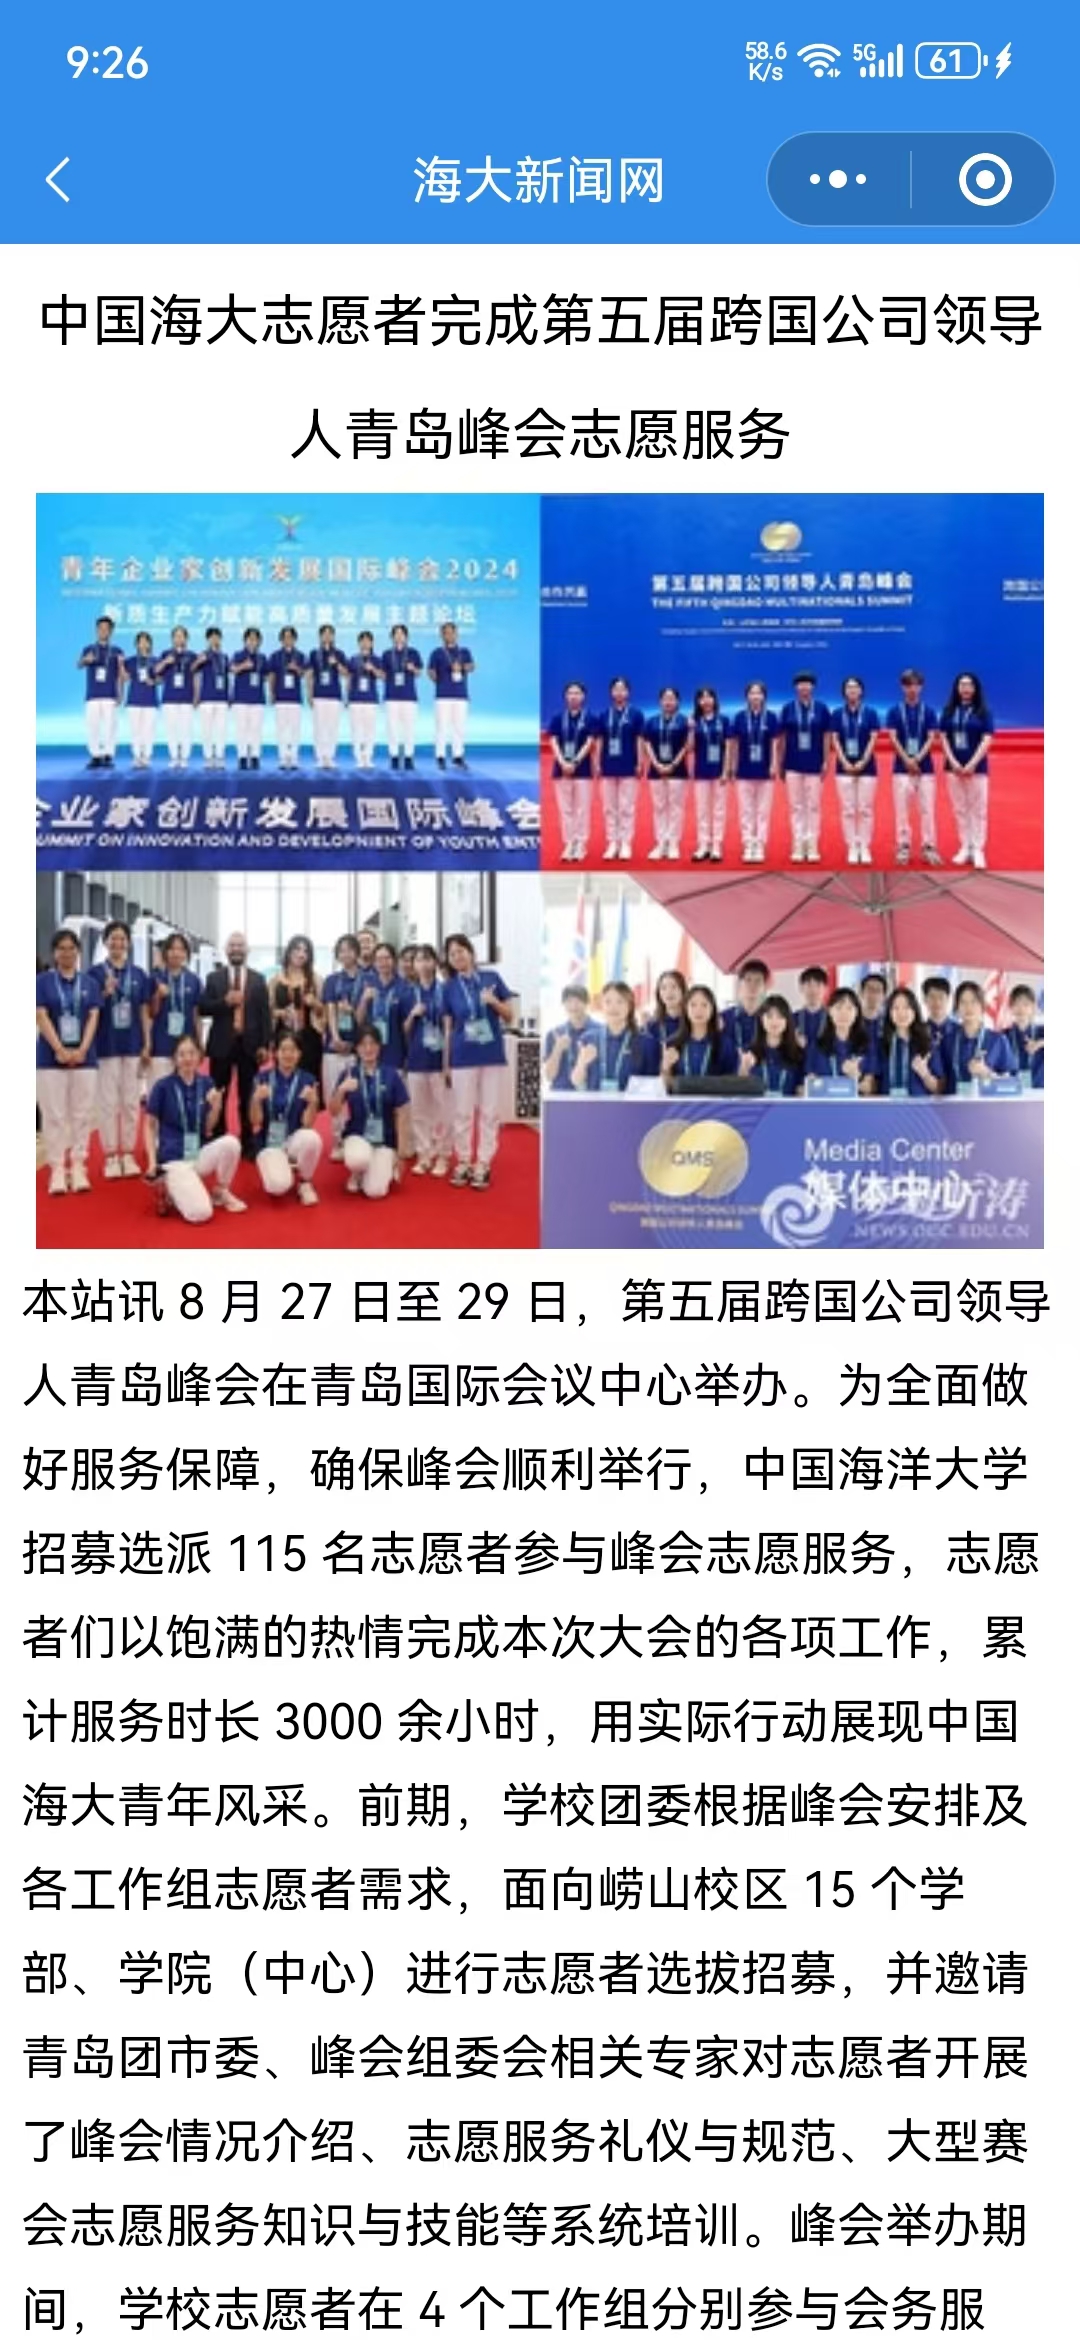 9:26
58.6
K/s
5G
61
海大新闻网
中国海大志愿者完成第五届跨国公司领导
人青岛峰会志愿服务
青年企业家创新发展国际峰会2024
新质生产力赋能高质量发展主题论坛
企业家创新发展国际峰会
SUMMIT ON INNOVATION AND DEVELOPMENT OF YOUTH ENT
第五届跨国公司领导人青岛峰会
THE FIFTH QINGDAO MULTINATIONALS SUMMIT
跨国公
QMS
QINGDAO MULTINATIONALS SUMM
Media Center
媒体中心
NEWS.OUC.EDU.CN
本站讯 8 月 27 日至 29 日，第五届跨国公司领导
人青岛峰会在青岛国际会议中心举办。为全面做
好服务保障，确保峰会顺利举行，中国海洋大学
招募选派 115 名志愿者参与峰会志愿服务，志愿
者们以饱满的热情完成本次大会的各项工作，累
计服务时长 3000 余小时，用实际行动展现中国
海大青年风采。前期，学校团委根据峰会安排及
各工作组志愿者需求，面向崂山校区 15 个学
部、学院（中心）进行志愿者选拔招募，并邀请
青岛团市委、峰会组委会相关专家对志愿者开展
了峰会情况介绍、志愿服务礼仪与规范、大型赛
会志愿服务知识与技能等系统培训。峰会举办期
间，学校志愿者在 4 个工作组分别参与会务服